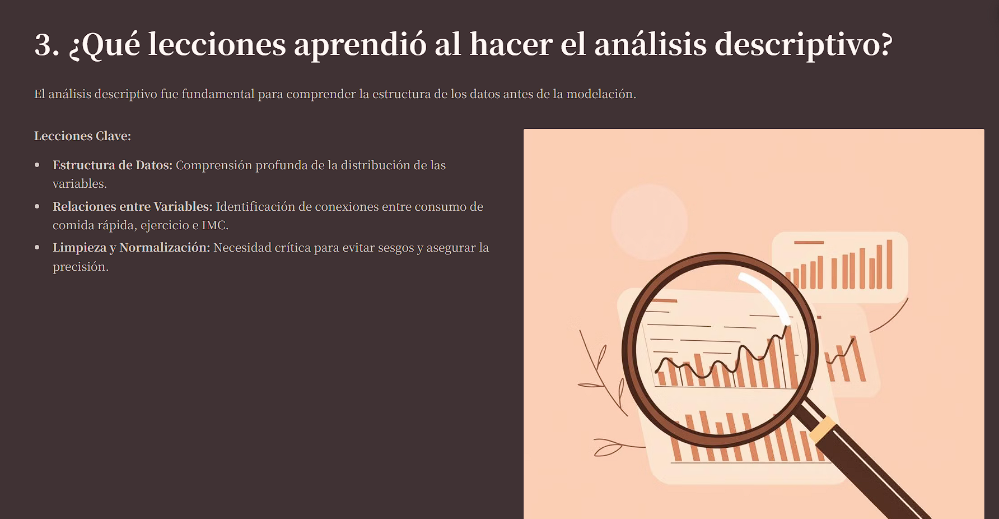 3. ¿Qué lecciones aprendió al hacer el análisis descriptivo?
El análisis descriptivo fue fundamental para comprender la estructura de los datos antes de la modelación.
Lecciones Clave:
• Estructura de Datos: Comprensión profunda de la distribución de las
variables.
• Relaciones entre Variables: Identificación de conexiones entre consumo de
comida rápida, ejercicio e IMC.
• Limpieza y Normalización: Necesidad crítica para evitar sesgos y asegurar la
precisión.